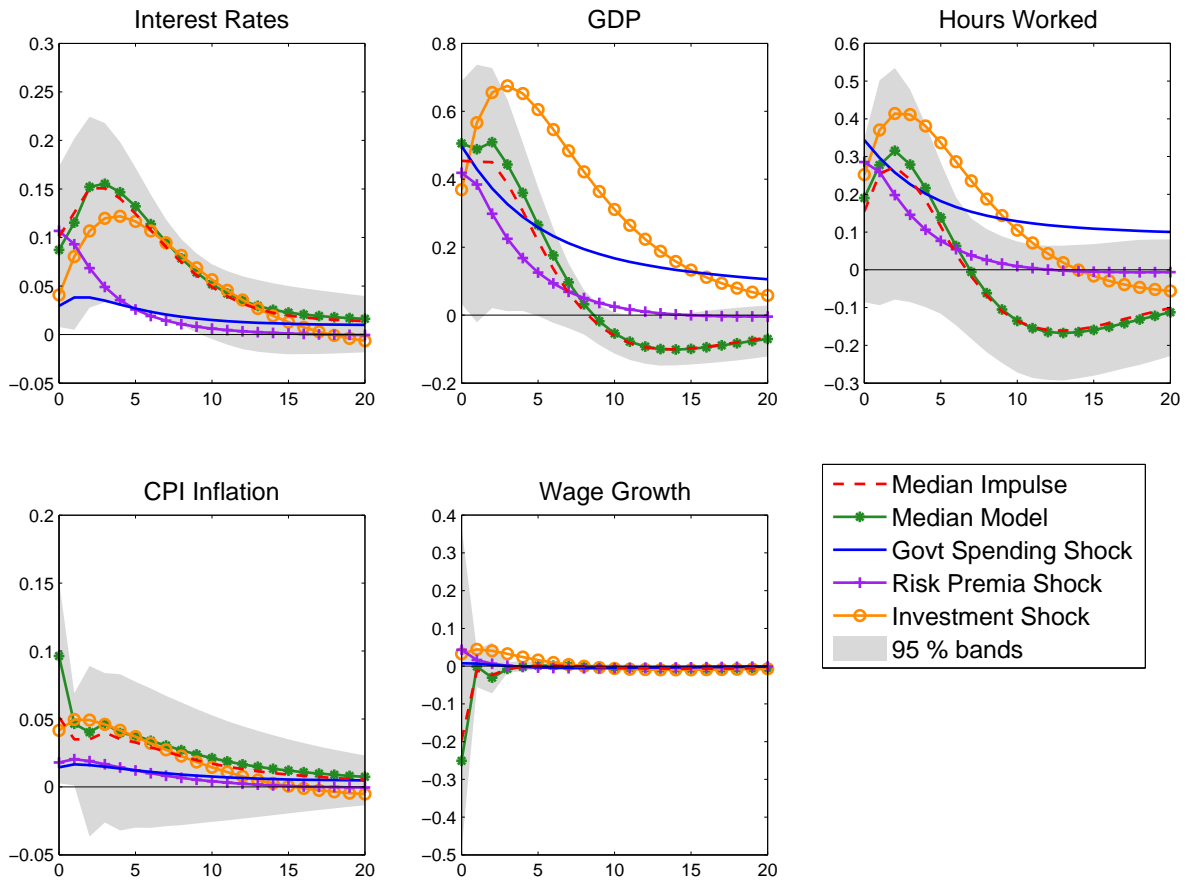 Interest Rates
GDP
Hours Worked
0.3
0.25
0.2
0.15
0.1
0.05
0
−0.05
0 5 10 15 20
0.8
0.6
0.4
0.2
0
−0.2
0 5 10 15 20
0.6
0.5
0.4
0.3
0.2
0.1
0
−0.1
−0.2
−0.3
0 5 10 15 20
CPI Inflation
Wage Growth
0.2
0.15
0.1
0.05
0
−0.05
0 5 10 15 20
0.4
0.3
0.2
0.1
0
−0.1
−0.2
−0.3
−0.4
−0.5
0 5 10 15 20
Median Impulse
Median Model
Govt Spending Shock
Risk Premia Shock
Investment Shock
95 % bands